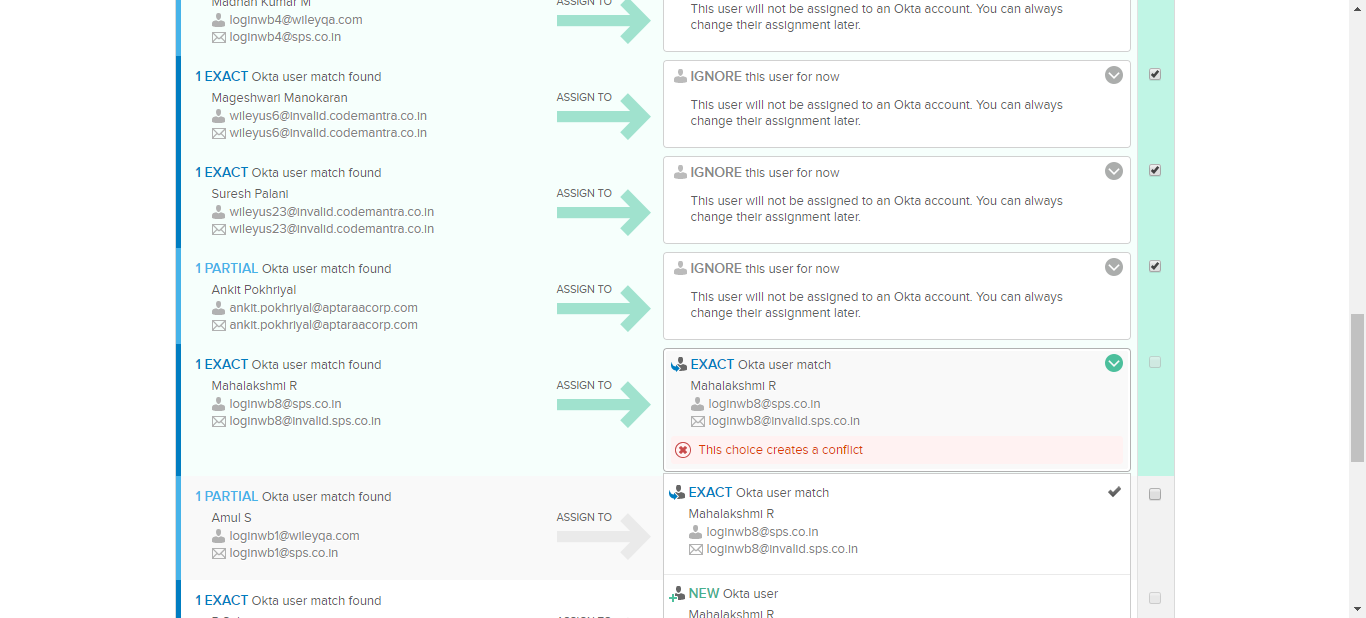 Madhan Kumar M
loginwb4@wileyqa.com
loginwb4@sps.co.in
ASSIGN TO
This user will not be assigned to an Okta account. You can always
change their assignment later.
1 EXACT Okta user match found
Mageshwari Manokaran
wileyus6@invalid.codemantra.co.in
wileyus6@invalid.codemantra.co.in
ASSIGN TO
IGNORE this user for now
This user will not be assigned to an Okta account. You can always
change their assignment later.
1 EXACT Okta user match found
Suresh Palani
wileyus23@invalid.codemantra.co.in
wileyus23@invalid.codemantra.co.in
ASSIGN TO
IGNORE this user for now
This user will not be assigned to an Okta account. You can always
change their assignment later.
1 PARTIAL Okta user match found
Ankit Pokhriyal
ankit.pokhriyal@aptaraacorp.com
ankit.pokhriyal@aptaraacorp.com
ASSIGN TO
IGNORE this user for now
This user will not be assigned to an Okta account. You can always
change their assignment later.
1 EXACT Okta user match found
Mahalakshmi R
loginwb8@sps.co.in
loginwb8@invalid.sps.co.in
ASSIGN TO
EXACT Okta user match
Mahalakshmi R
loginwb8@sps.co.in
loginwb8@invalid.sps.co.in
This choice creates a conflict
1 PARTIAL Okta user match found
Amul S
loginwb1@wileyqa.com
loginwb1@sps.co.in
ASSIGN TO
EXACT Okta user match
Mahalakshmi R
loginwb8@sps.co.in
loginwb8@invalid.sps.co.in
1 EXACT Okta user match found
ASSIGN TO
NEW Okta user
Mahalakshmi R